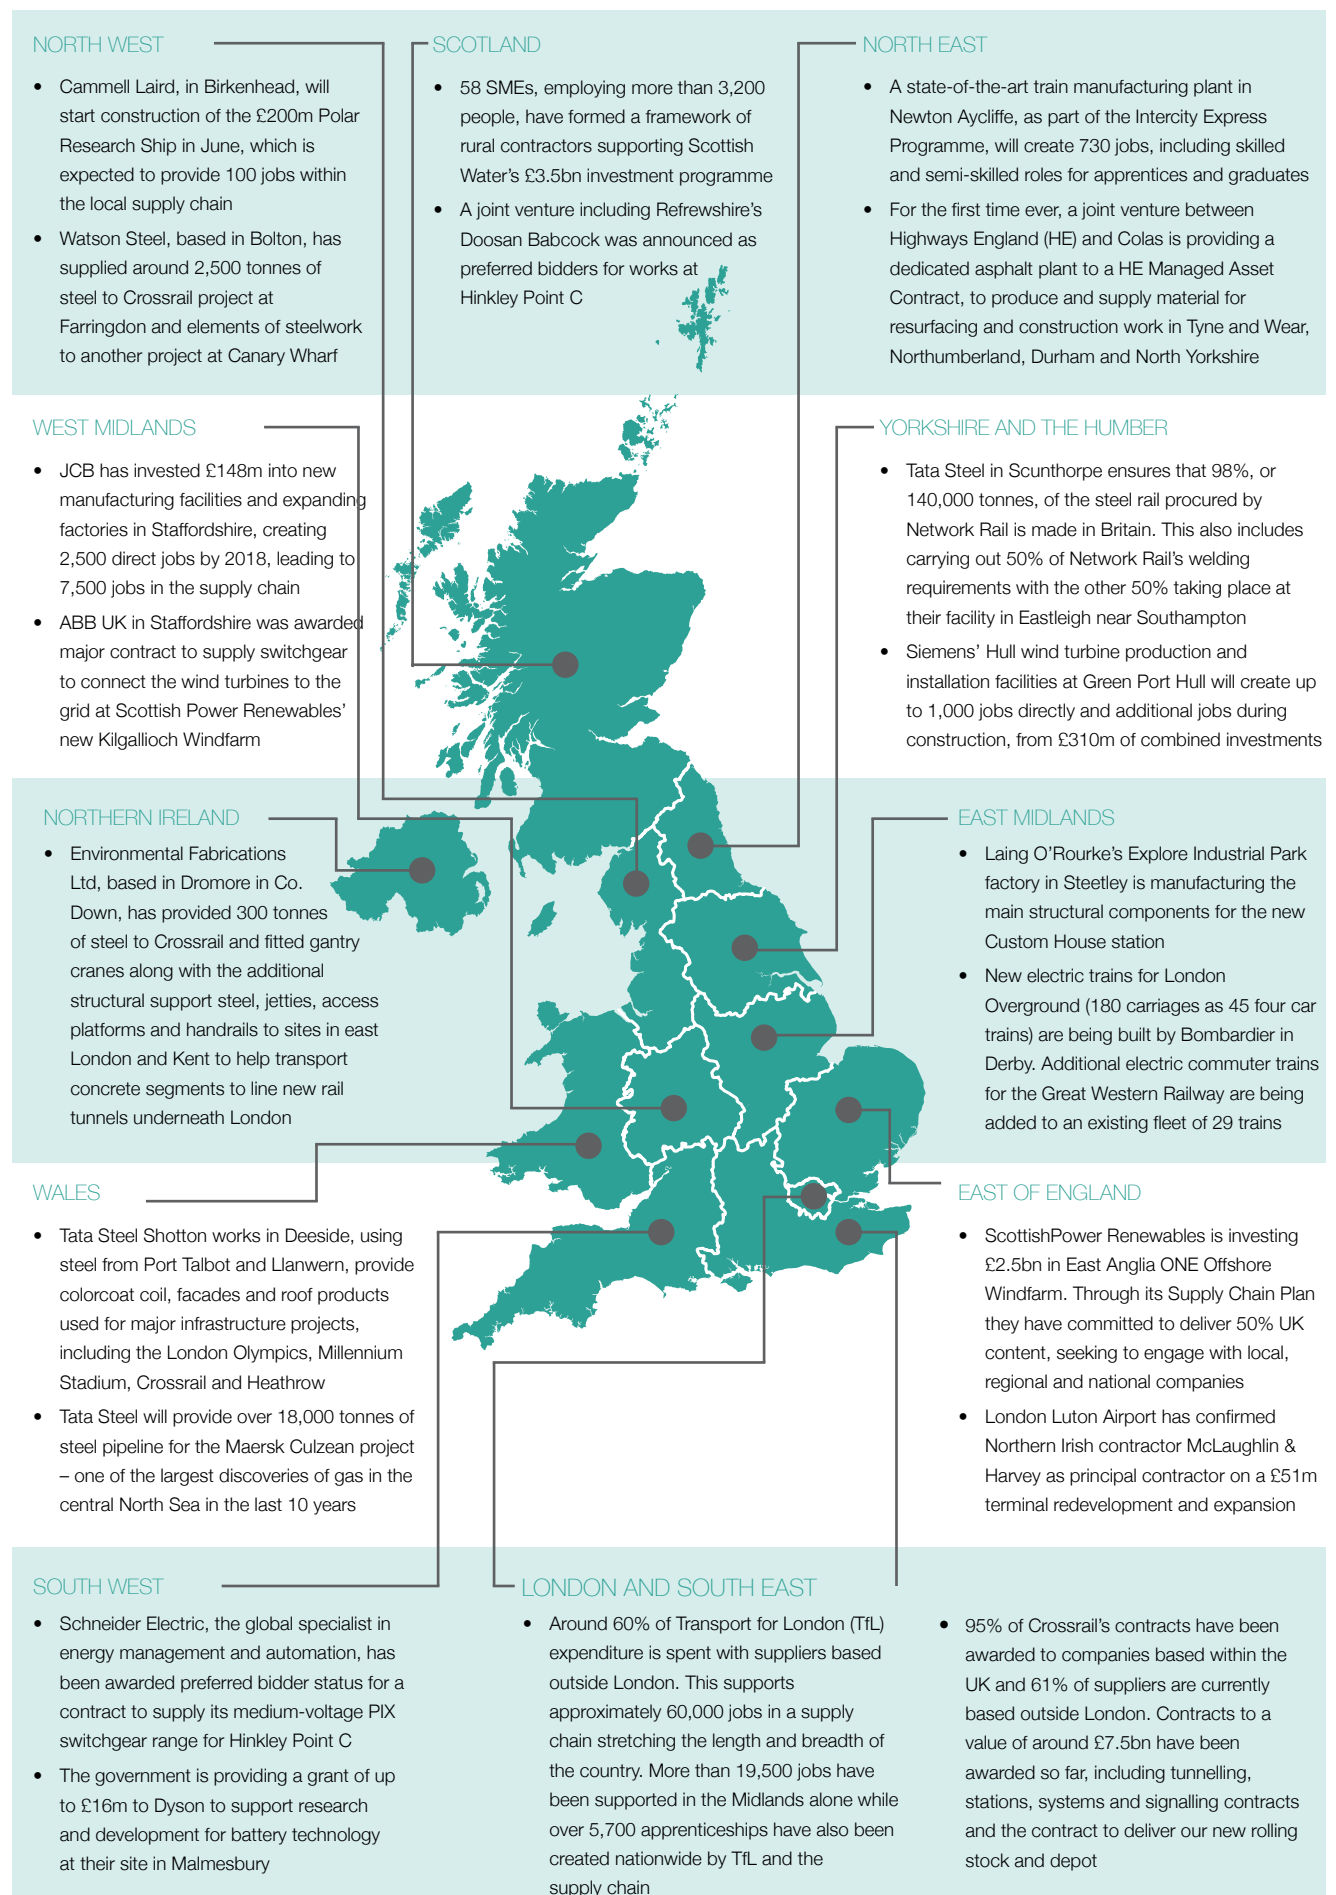 NORTH WEST
• Cammell Laird, in Birkenhead, will
start construction of the £200m Polar
Research Ship in June, which is
expected to provide 100 jobs within
the local supply chain
• Watson Steel, based in Bolton, has
supplied around 2,500 tonnes of
steel to Crossrail project at
Farringdon and elements of steelwork
to another project at Canary Wharf
SCOTLAND
• 58 SMEs, employing more than 3,200
people, have formed a framework of
rural contractors supporting Scottish
Water’s £3.5bn investment programme
• A joint venture including Refrewshire’s
Doosan Babcock was announced as
preferred bidders for works at
Hinkley Point C
NORTH EAST
• A state-of-the-art train manufacturing plant in
Newton Aycliffe, as part of the Intercity Express
Programme, will create 730 jobs, including skilled
and semi-skilled roles for apprentices and graduates
• For the first time ever, a joint venture between
Highways England (HE) and Colas is providing a
dedicated asphalt plant to a HE Managed Asset
Contract, to produce and supply material for
resurfacing and construction work in Tyne and Wear,
Northumberland, Durham and North Yorkshire
WEST MIDLANDS
• JCB has invested £148m into new
manufacturing facilities and expanding
factories in Staffordshire, creating
2,500 direct jobs by 2018, leading to
7,500 jobs in the supply chain
• ABB UK in Staffordshire was awarded
major contract to supply switchgear
to connect the wind turbines to the
grid at Scottish Power Renewables’
new Kilgallioch Windfarm
YORKSHIRE AND THE HUMBER
• Tata Steel in Scunthorpe ensures that 98%, or
140,000 tonnes, of the steel rail procured by
Network Rail is made in Britain. This also includes
carrying out 50% of Network Rail’s welding
requirements with the other 50% taking place at
their facility in Eastleigh near Southampton
• Siemens’ Hull wind turbine production and
installation facilities at Green Port Hull will create up
to 1,000 jobs directly and additional jobs during
construction, from £310m of combined investments
NORTHERN IRELAND
• Environmental Fabrications
Ltd, based in Dromore in Co.
Down, has provided 300 tonnes
of steel to Crossrail and fitted gantry
cranes along with the additional
structural support steel, jetties, access
platforms and handrails to sites in east
London and Kent to help transport
concrete segments to line new rail
tunnels underneath London
EAST MIDLANDS
• Laing O’Rourke’s Explore Industrial Park
factory in Steetley is manufacturing the
main structural components for the new
Custom House station
• New electric trains for London
Overground (180 carriages as 45 four car
trains) are being built by Bombardier in
Derby. Additional electric commuter trains
for the Great Western Railway are being
added to an existing fleet of 29 trains
WALES
• Tata Steel Shotton works in Deeside, using
steel from Port Talbot and Llanwern, provide
colorcoat coil, facades and roof products
used for major infrastructure projects,
including the London Olympics, Millennium
Stadium, Crossrail and Heathrow
• Tata Steel will provide over 18,000 tonnes of
steel pipeline for the Maersk Culzean project
– one of the largest discoveries of gas in the
central North Sea in the last 10 years
EAST OF ENGLAND
• ScottishPower Renewables is investing
£2.5bn in East Anglia ONE Offshore
Windfarm. Through its Supply Chain Plan
they have committed to deliver 50% UK
content, seeking to engage with local,
regional and national companies
• London Luton Airport has confirmed
Northern Irish contractor McLaughlin &
Harvey as principal contractor on a £51m
terminal redevelopment and expansion
SOUTH WEST
• Schneider Electric, the global specialist in
energy management and automation, has
been awarded preferred bidder status for a
contract to supply its medium-voltage PIX
switchgear range for Hinkley Point C
• The government is providing a grant of up
to £16m to Dyson to support research
and development for battery technology
at their site in Malmesbury
LONDON AND SOUTH EAST
• Around 60% of Transport for London (TfL)
expenditure is spent with suppliers based
outside London. This supports
approximately 60,000 jobs in a supply
chain stretching the length and breadth of
the country. More than 19,500 jobs have
been supported in the Midlands alone while
over 5,700 apprenticeships have also been
created nationwide by TfL and the
supply chain
• 95% of Crossrail’s contracts have been
awarded to companies based within the
UK and 61% of suppliers are currently
based outside London. Contracts to a
value of around £7.5bn have been
awarded so far, including tunnelling,
stations, systems and signalling contracts
and the contract to deliver our new rolling
stock and depot